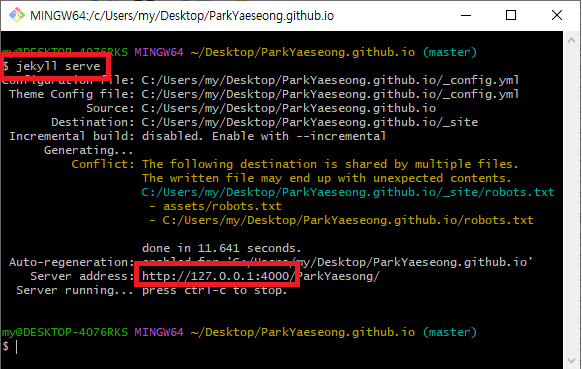 MINGW64:/c/Users/my/Desktop/ParkYaeseong.github.io
my@DESKTOP-4076RKS MINGW64 ~/Desktop/ParkYaeseong.github.io (master)
$ jekyll serve
Configuration file: C:/Users/my/Desktop/ParkYaeseong.github.io/_config.yml
Theme Config file: C:/Users/my/Desktop/ParkYaeseong.github.io/_config.yml
Source: C:/Users/my/Desktop/ParkYaeseong.github.io
Destination: C:/Users/my/Desktop/ParkYaeseong.github.io/_site
Incremental build: disabled. Enable with --incremental
Generating...
Conflict: The following destination is shared by multiple files.
The written file may end up with unexpected contents.
C:/Users/my/Desktop/ParkYaeseong.github.io/_site/robots.txt
- assets/robots.txt
- C:/Users/my/Desktop/ParkYaeseong.github.io/robots.txt
done in 11.641 seconds.
Auto-regeneration: enabled for 'C:/Users/my/Desktop/ParkYaeseong.github.io'
Server address: http://127.0.0.1:4000/ParkYaesong/
Server running... press ctrl-c to stop.
my@DESKTOP-4076RKS MINGW64 ~/Desktop/ParkYaeseong.github.io (master)
$